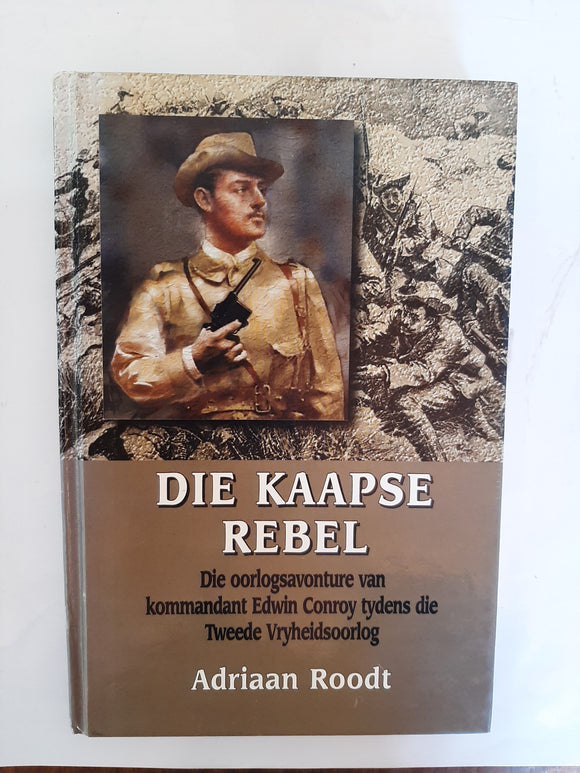 DIE KAAPSE
REBEL
Die oorlogsavonture van
kommandant Edwin Conroy tydens die
Tweede Vryheidsoorlog
Adriaan Roodt